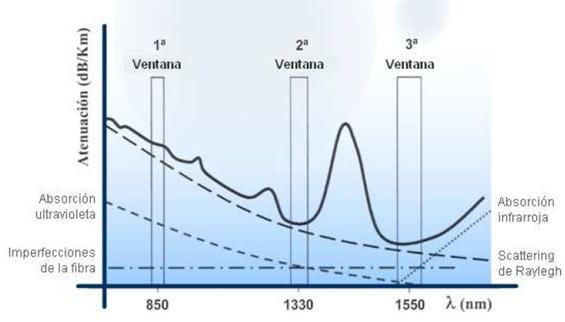 1ª
Ventana
2ª
Ventana
3ª
Ventana
Atenuación (dB/Km)
Absorción
ultravioleta
Imperfecciones
de la fibra
Absorción
infrarroja
Scattering
de Raylegh
850
1330
1550
λ (nm)